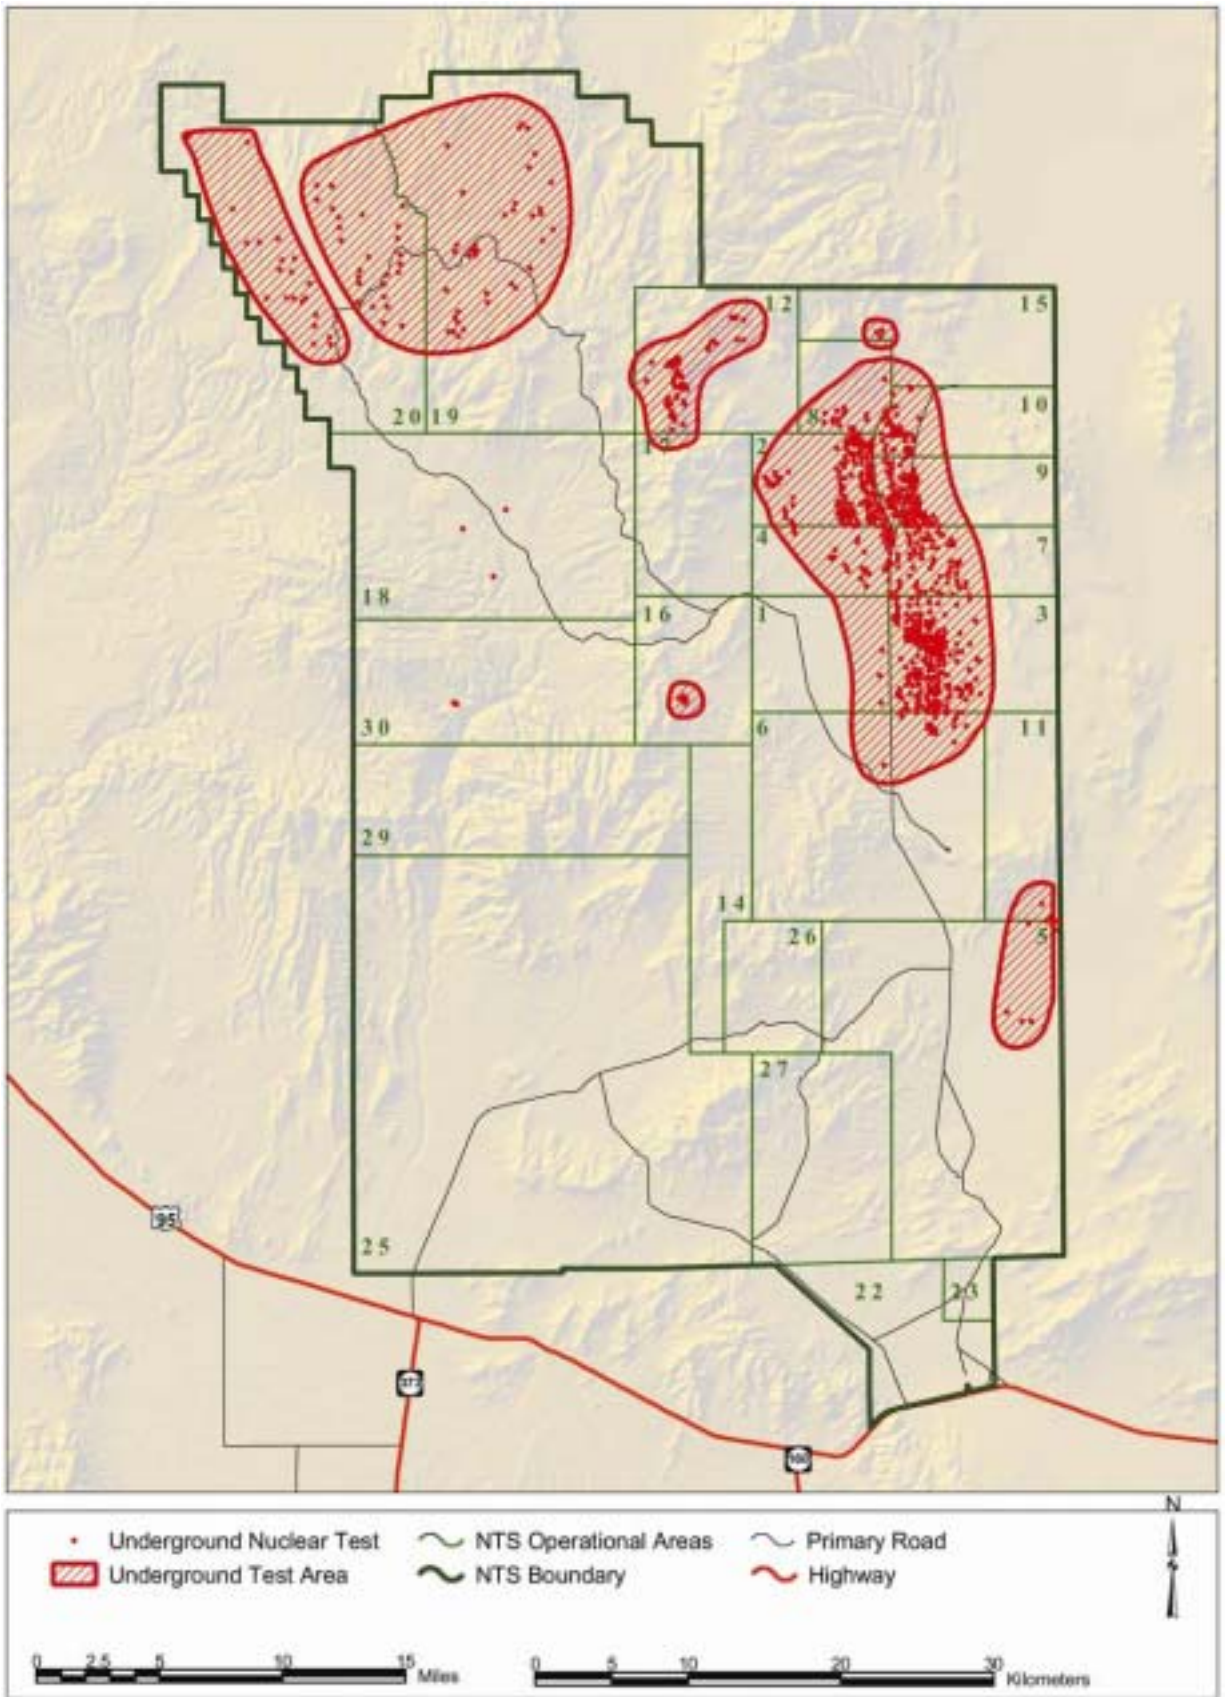 12
15
10
20 19
8
17
2
9
4
7
18
16
1
3
30
6
11
29
14
26
5
27
95
25
22
23
373
160
N
Underground Nuclear Test
NTS Operational Areas
Primary Road
Underground Test Area
NTS Boundary
Highway
0 2.5 5 10 15
Miles
0 5 10 20 30
Kilometers